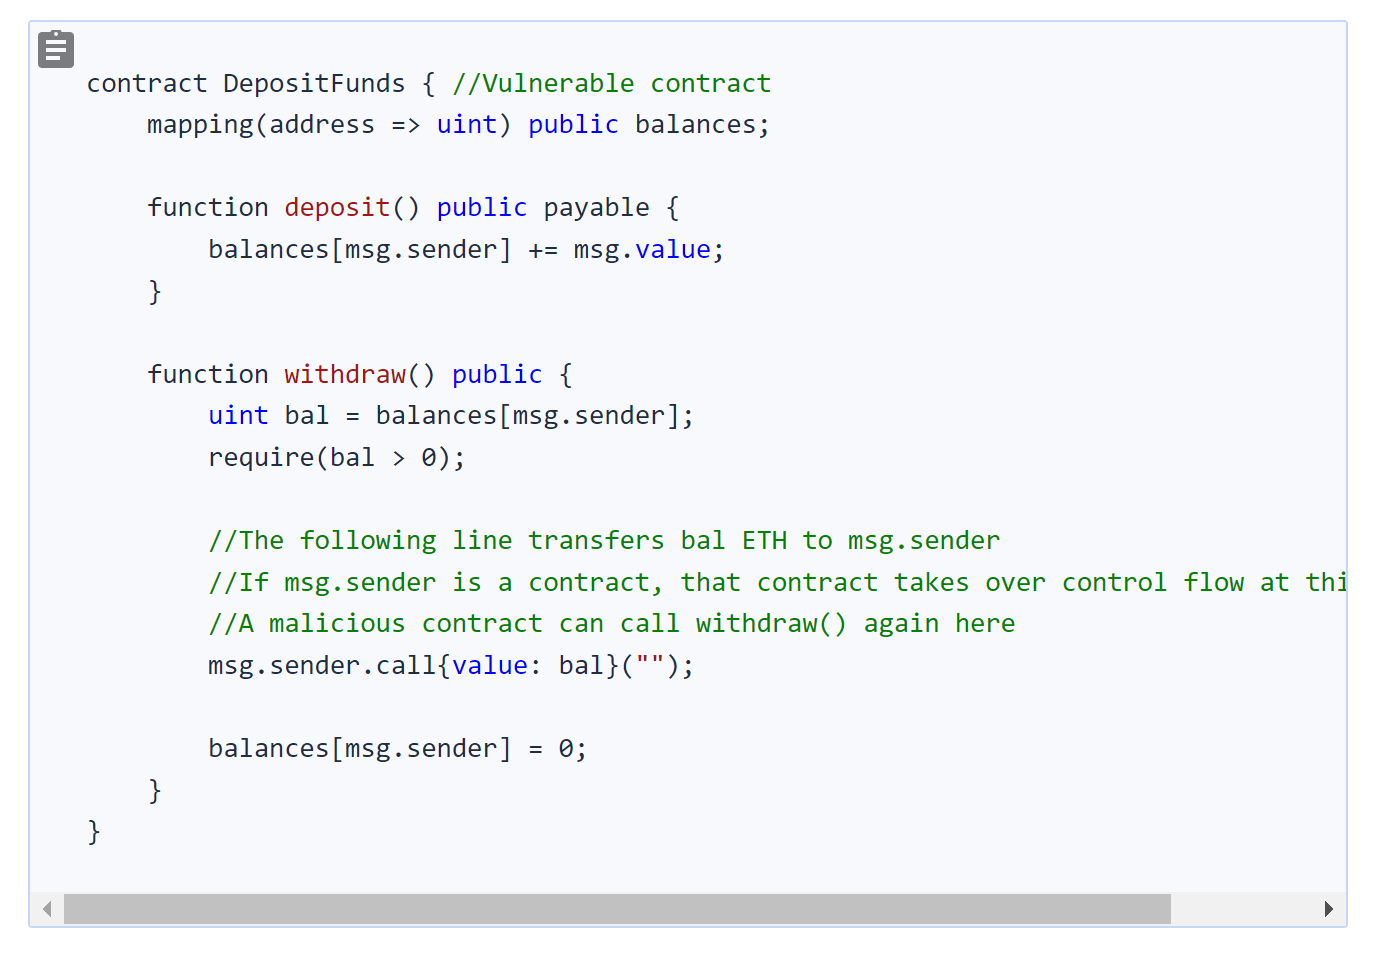 contract DepositFunds { //Vulnerable contract
    mapping(address => uint) public balances;

    function deposit() public payable {
        balances[msg.sender] += msg.value;
    }

    function withdraw() public {
        uint bal = balances[msg.sender];
        require(bal > 0);

        //The following line transfers bal ETH to msg.sender
        //If msg.sender is a contract, that contract takes over control flow at thi
        //A malicious contract can call withdraw() again here
        msg.sender.call{value: bal}("");

        balances[msg.sender] = 0;
    }
}